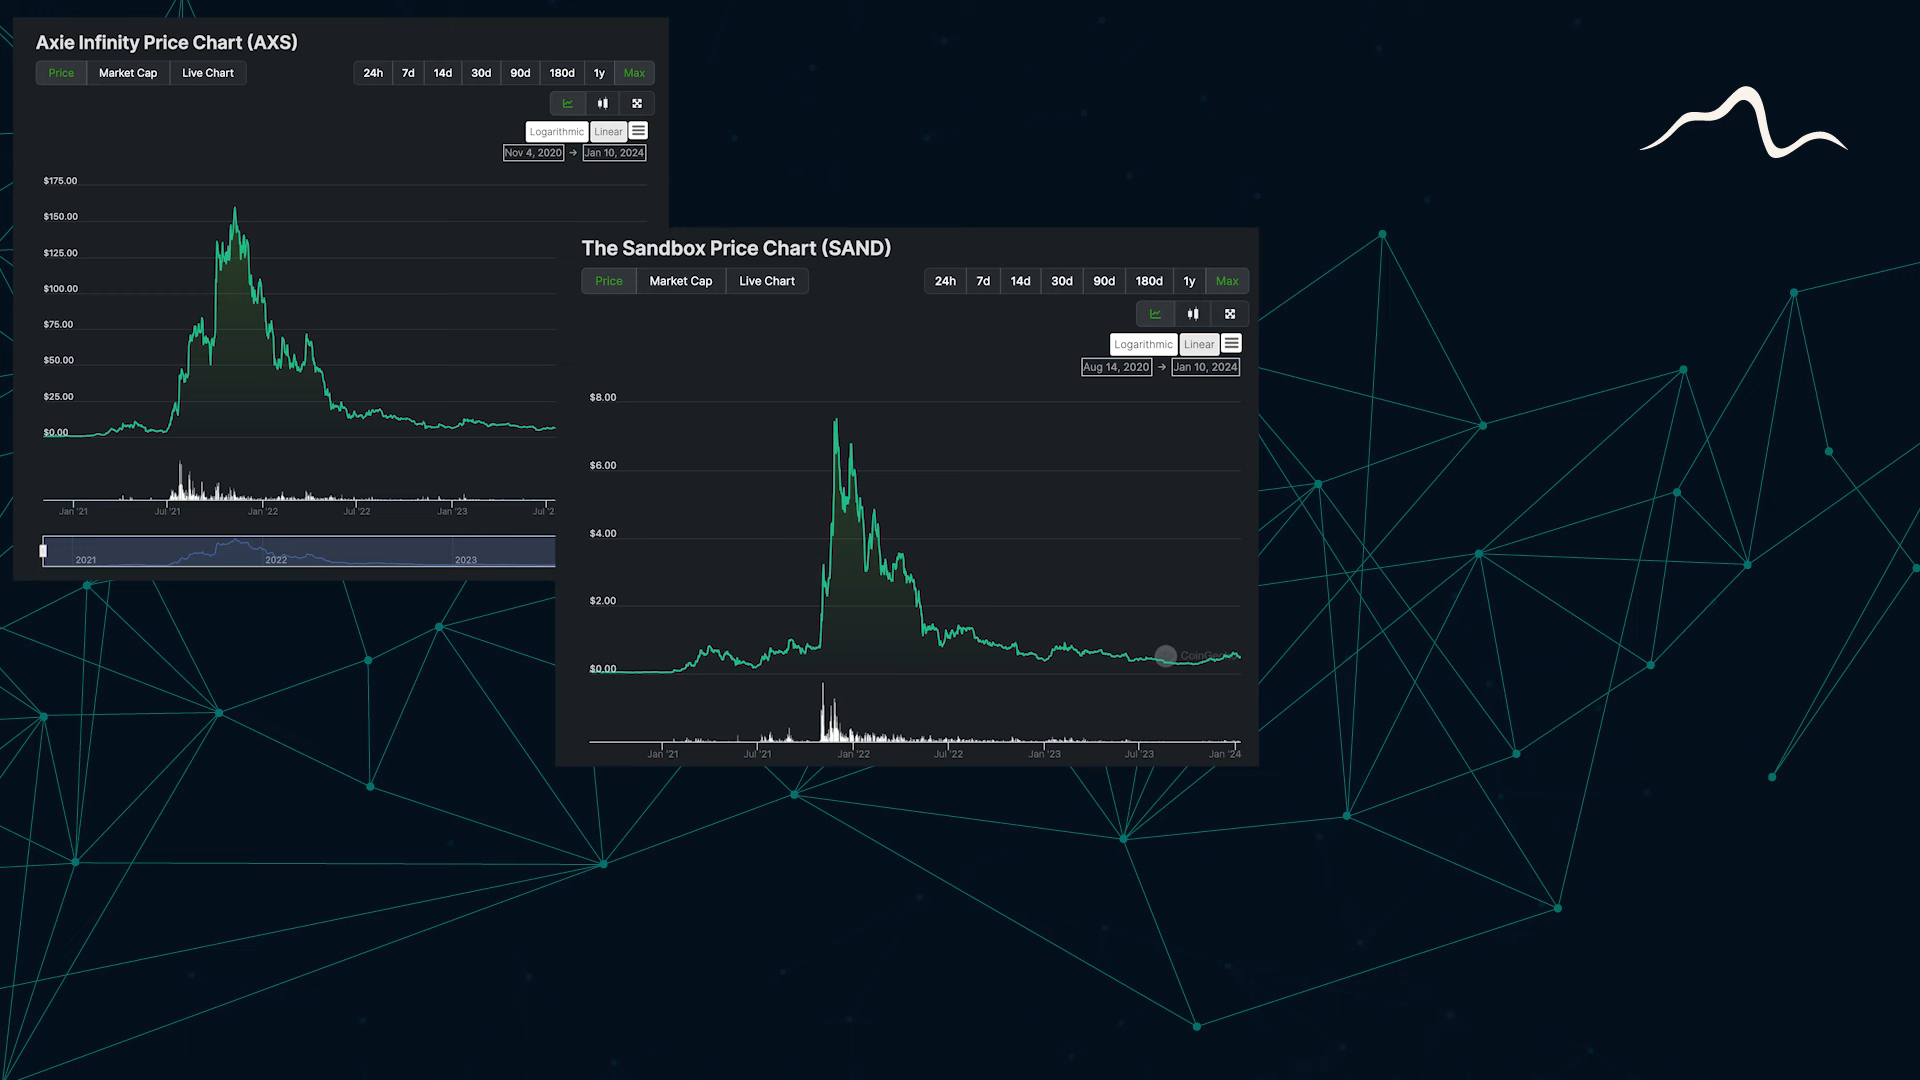 Axie Infinity Price Chart (AXS)
Price Market Cap Live Chart 24h 7d 14d 30d 90d 180d 1y Max
Logarithmic Linear
Nov 4, 2020 → Jan 10, 2024
$175.00
$150.00
$125.00
$100.00
$75.00
$50.00
$25.00
$0.00
Jan '21 Jul '21 Jan '22 Jul '22 Jan '23
2021 2022 2023
The Sandbox Price Chart (SAND)
Price Market Cap Live Chart 24h 7d 14d 30d 90d 180d 1y Max
Logarithmic Linear
Aug 14, 2020 → Jan 10, 2024
$8.00
$6.00
$4.00
$2.00
$0.00
Jan '21 Jul '21 Jan '22 Jul '22 Jan '23 Jul '23 Jan '24